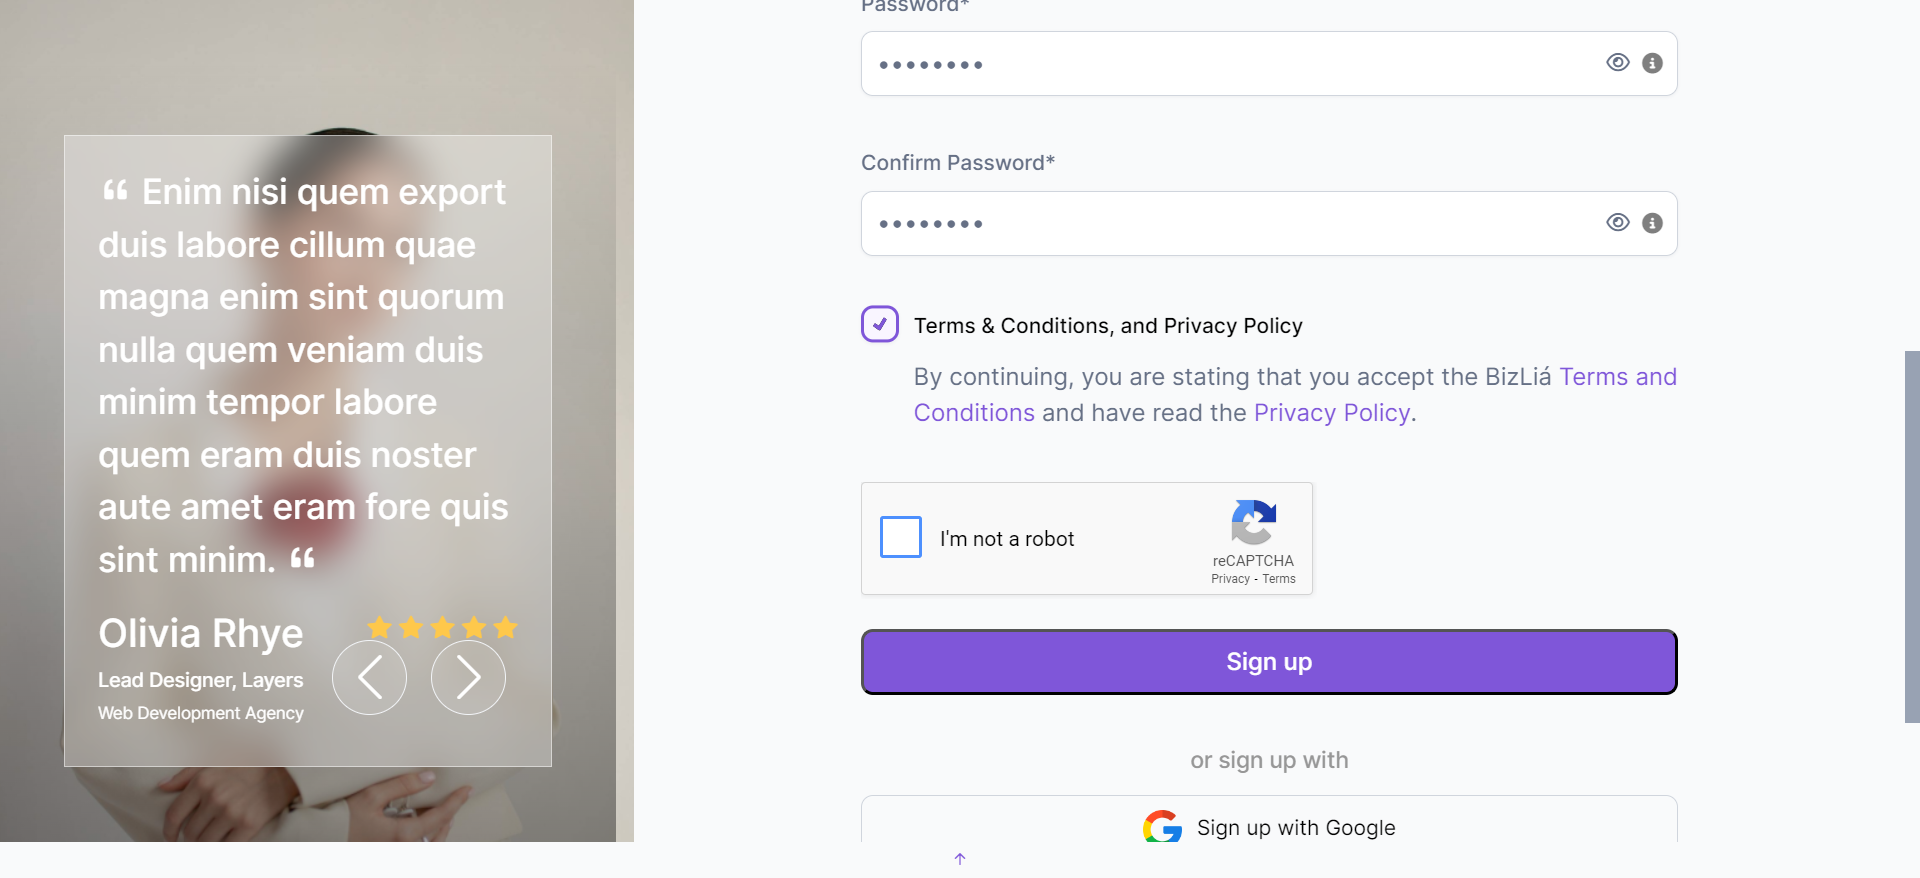 “ Enim nisi quem export
duis labore cillum quae
magna enim sint quorum
nulla quem veniam duis
minim tempor labore
quem eram duis noster
aute amet eram fore quis
sint minim. “
Olivia Rhye
Lead Designer, Layers
Web Development Agency
Password*
••••••••
Confirm Password*
••••••••
Terms & Conditions, and Privacy Policy
By continuing, you are stating that you accept the BizLiá Terms and
Conditions and have read the Privacy Policy.
I'm not a robot
reCAPTCHA
Privacy - Terms
Sign up
or sign up with
Sign up with Google